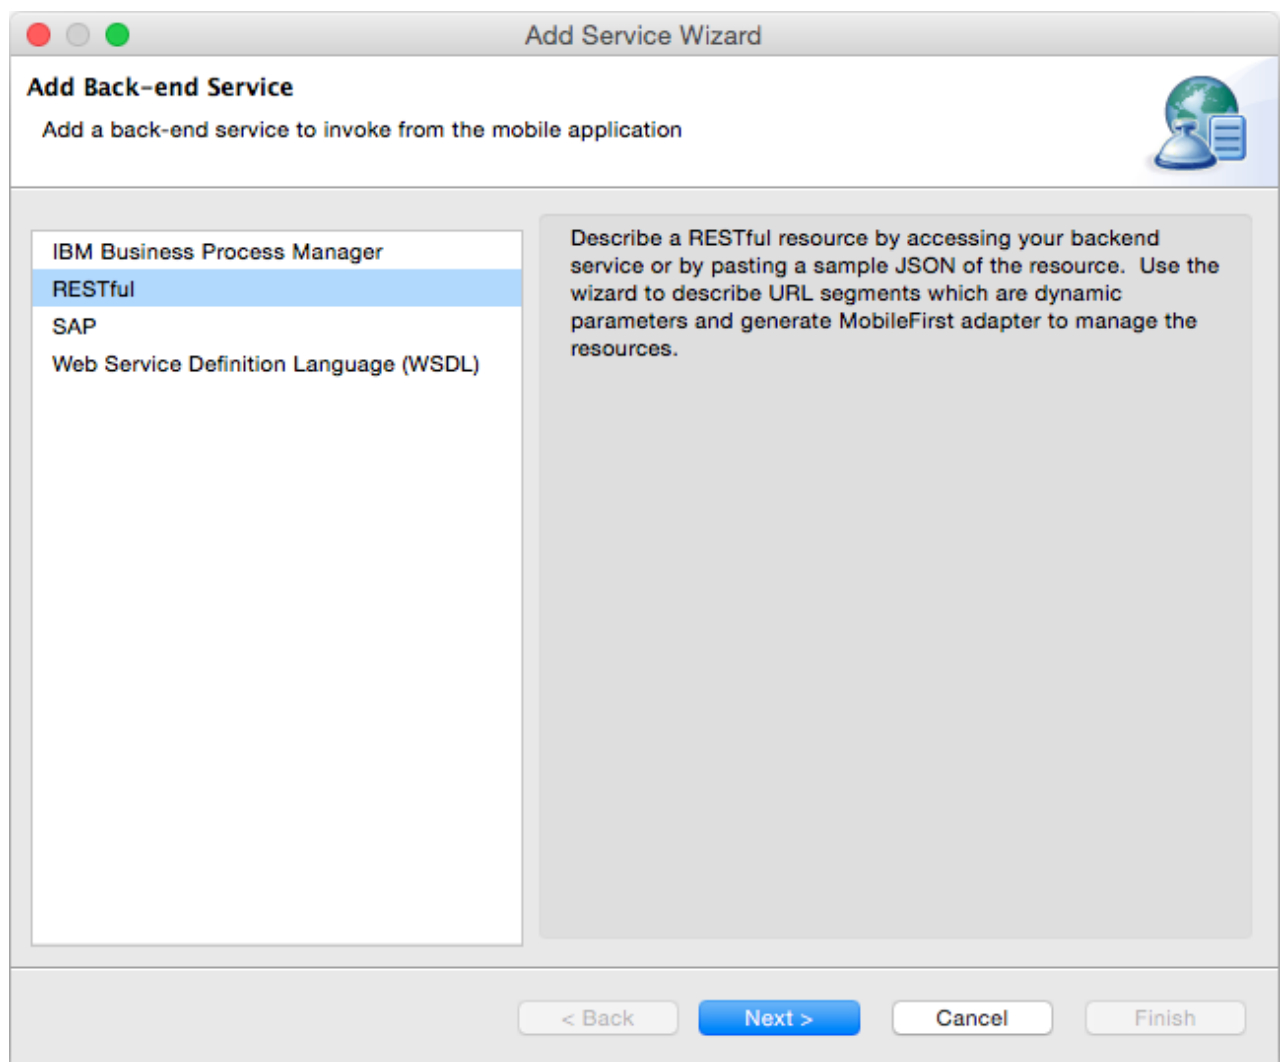 Add Service Wizard
Add Back-end Service
Add a back-end service to invoke from the mobile application
IBM Business Process Manager
RESTful
SAP
Web Service Definition Language (WSDL)
Describe a RESTful resource by accessing your backend
service or by pasting a sample JSON of the resource.  Use the
wizard to describe URL segments which are dynamic
parameters and generate MobileFirst adapter to manage the
resources.
< Back
Next >
Cancel
Finish